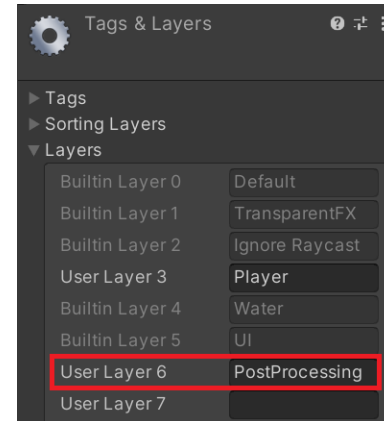 Tags & Layers
Tags
Sorting Layers
Layers
Builtin Layer 0 Default
Builtin Layer 1 TransparentFX
Builtin Layer 2 Ignore Raycast
User Layer 3 Player
Builtin Layer 4 Water
Builtin Layer 5 UI
User Layer 6 PostProcessing
User Layer 7